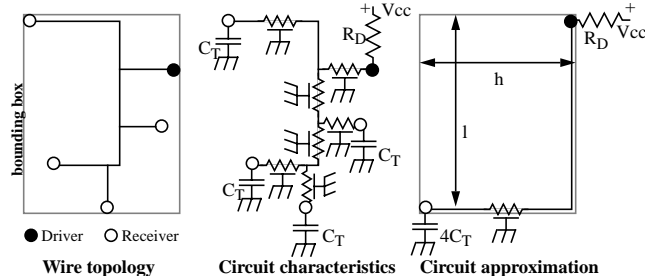 bounding box
Driver
Receiver
Wire topology
C_T
R_D
+ Vcc
C_T
C_T
C_T
Circuit characteristics
+
R_D
Vcc
h
l
4C_T
Circuit approximation